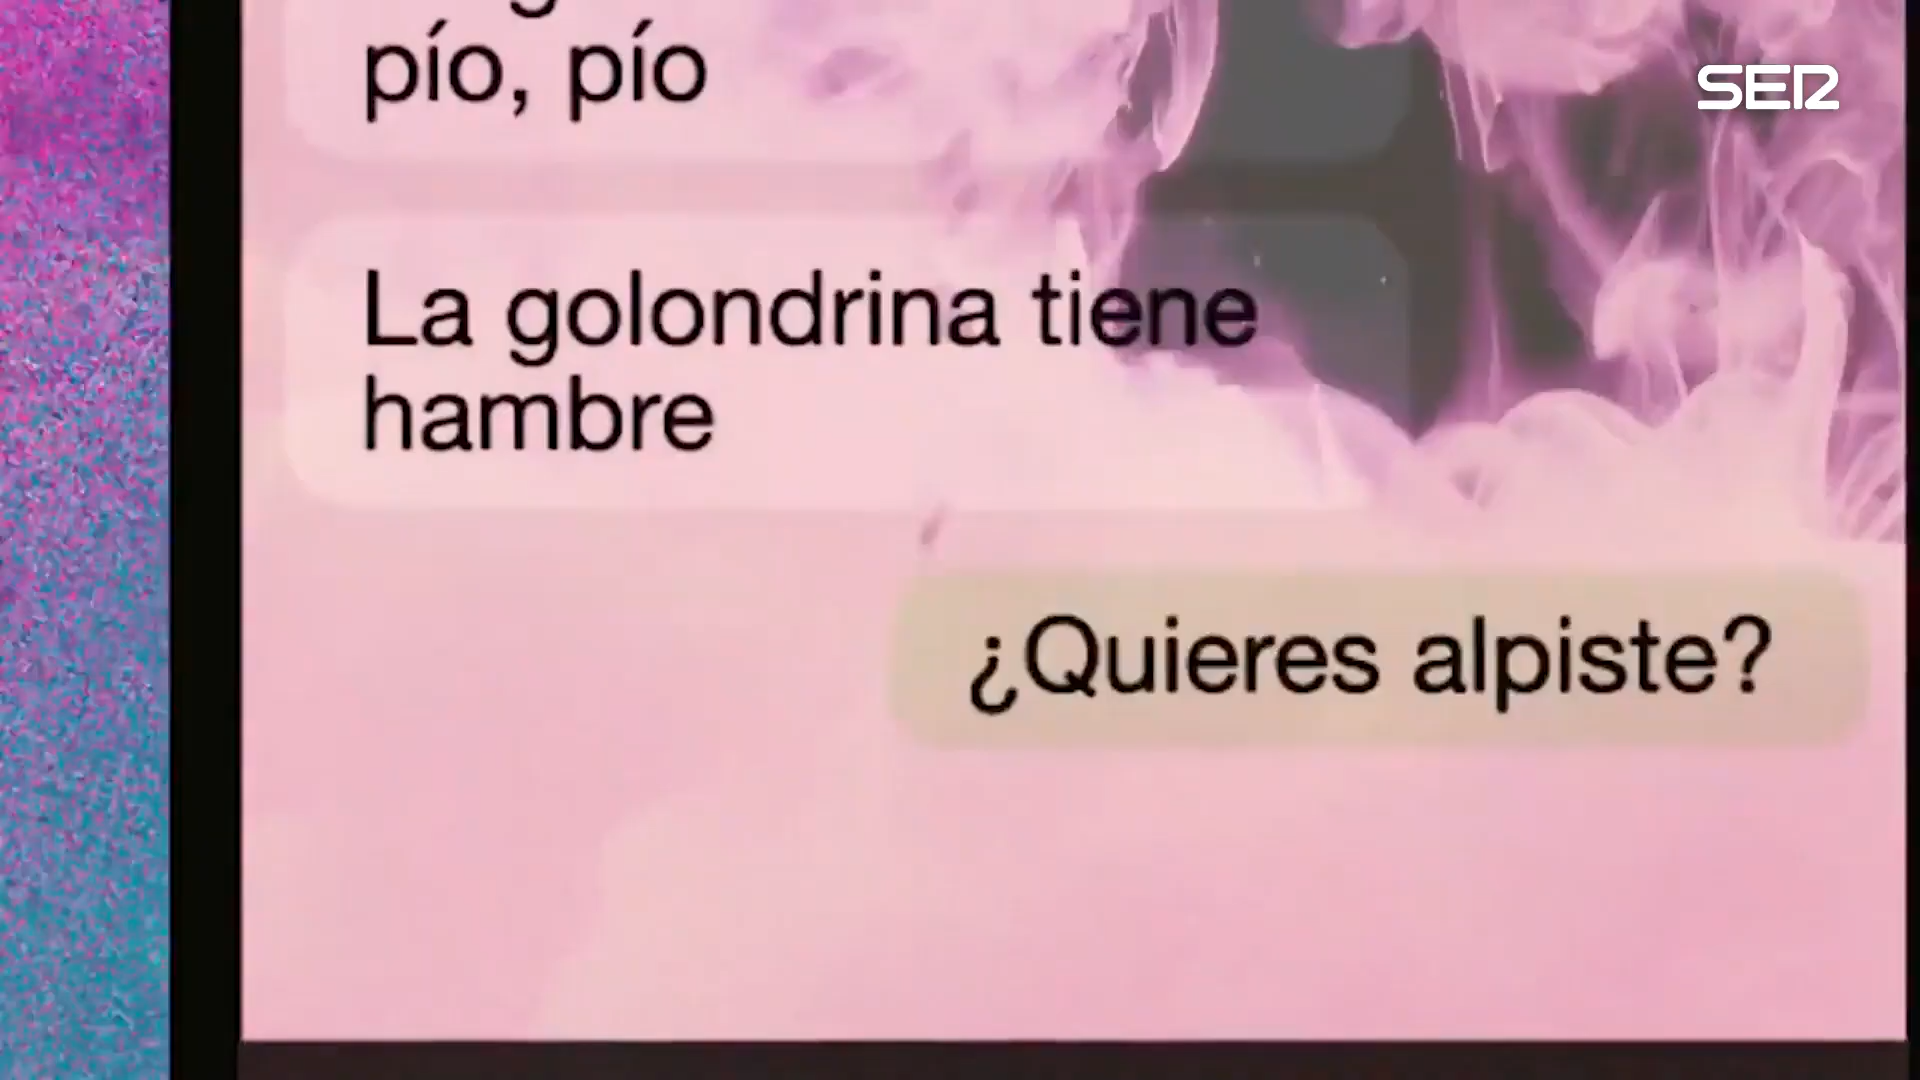 SER
pío, pío
La golondrina tiene
hambre
¿Quieres alpiste?